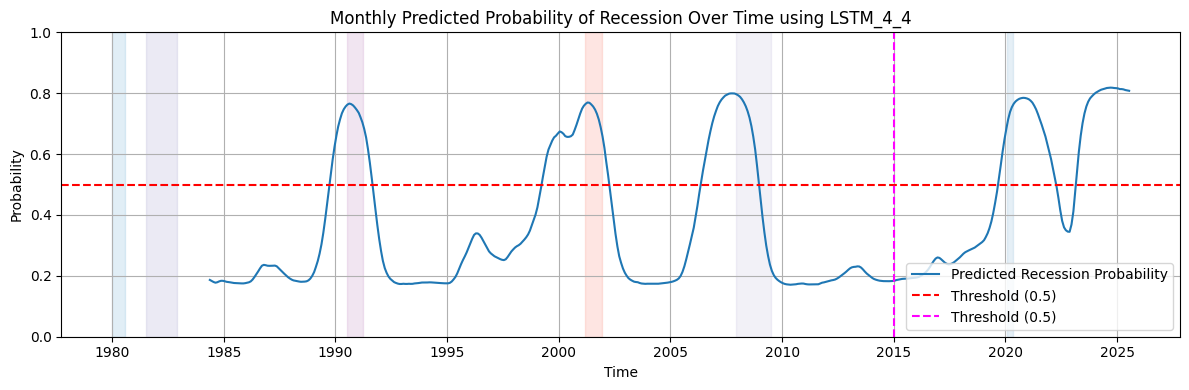 Monthly Predicted Probability of Recession Over Time using LSTM_4_4
Probability
1.0
0.8
0.6
0.4
0.2
0.0
Predicted Recession Probability
Threshold (0.5)
Threshold (0.5)
1980 1985 1990 1995 2000 2005 2010 2015 2020 2025
Time